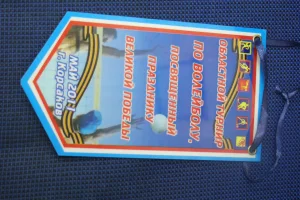 ОБЛАСТНОЙ ТУРНИР
ПО ВОЛЕЙБОЛУ,
ПОСВЯЩЕННЫЙ
ПРАЗДНИКУ
ВЕЛИКОЙ ПОБЕДЫ
МАЙ 2011
г. Корсаков